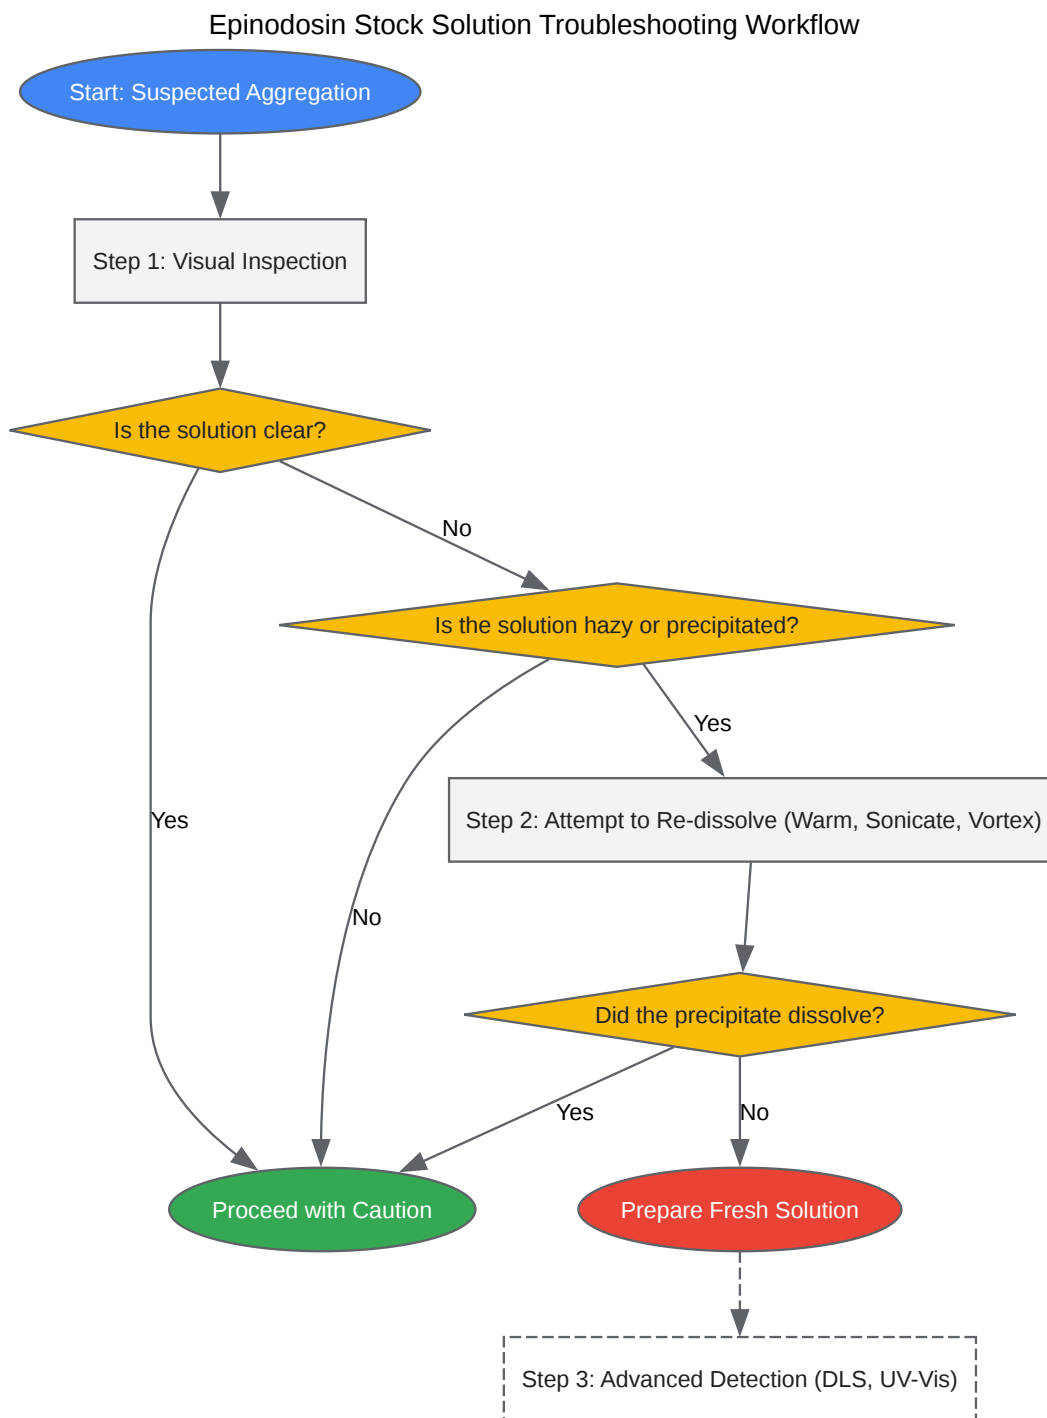 Epinodosin Stock Solution Troubleshooting Workflow
Start: Suspected Aggregation
Step 1: Visual Inspection
Is the solution clear?
No
Is the solution hazy or precipitated?
Yes
Step 2: Attempt to Re-dissolve (Warm, Sonicate, Vortex)
Yes
No
Did the precipitate dissolve?
Yes
No
Proceed with Caution
Prepare Fresh Solution
Step 3: Advanced Detection (DLS, UV-Vis)